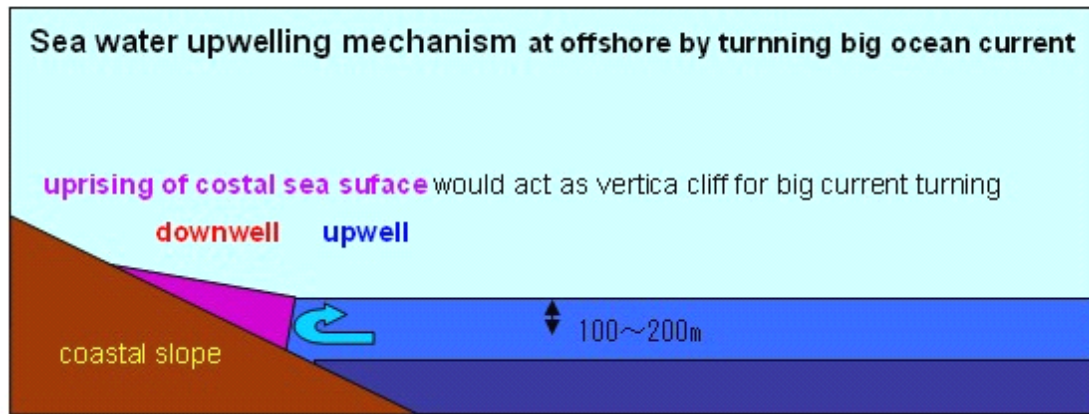 Sea water upwelling mechanism at offshore by turnning big ocean current
uprising of costal sea suface would act as vertica cliff for big current turning
downwell upwell
100～200m
coastal slope